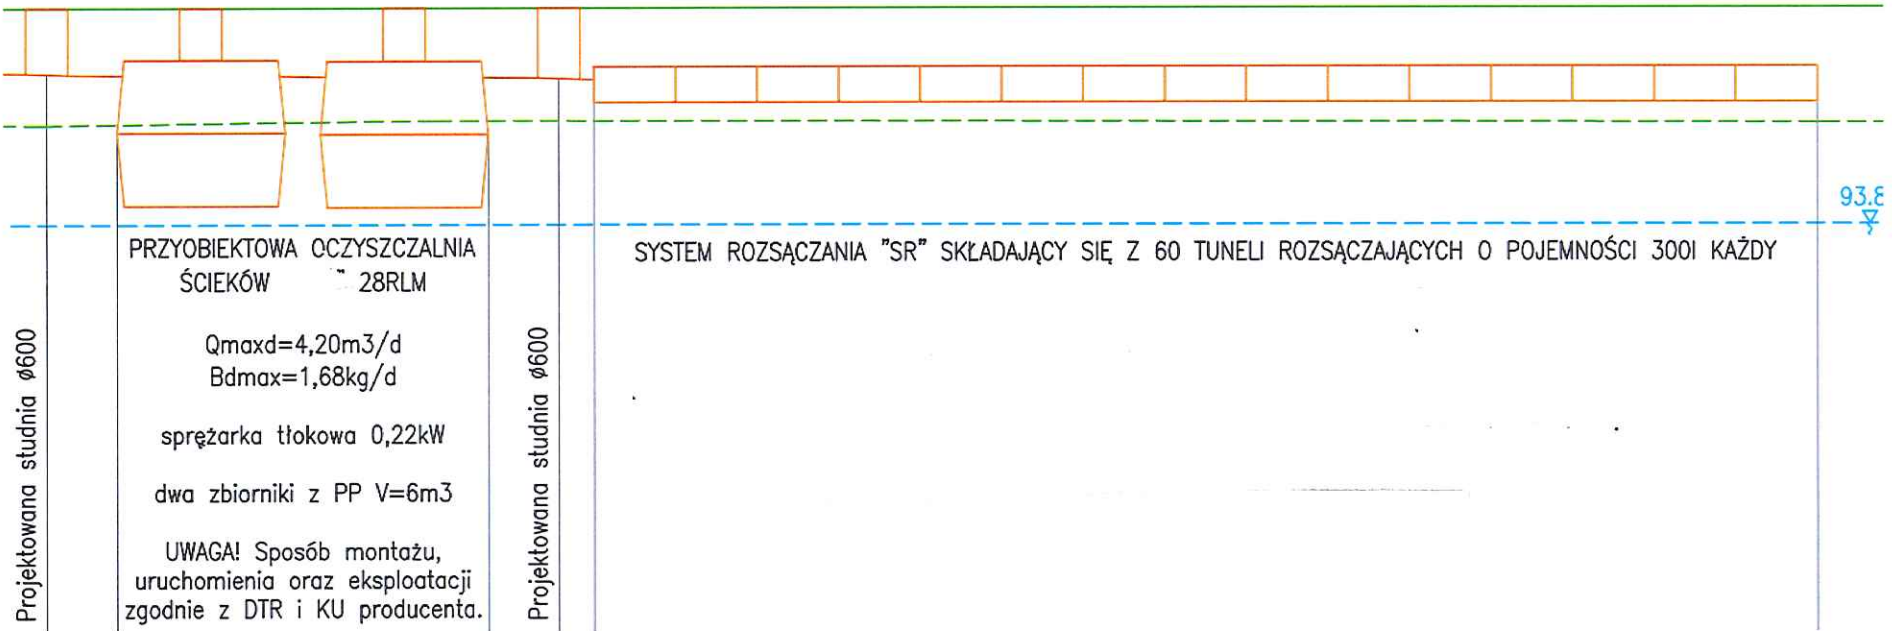 93.8
PRZYOBIEKTOWA OCZYSZCZALNIA
ŚCIEKÓW " 28RLM
Qmaxd=4,20m3/d
Bdmax=1,68kg/d
sprężarka tłokowa 0,22kW
dwa zbiorniki z PP V=6m3
UWAGA! Sposób montażu,
uruchomienia oraz eksploatacji
zgodnie z DTR i KU producenta.
Projektowana studnia ø600
Projektowana studnia ø600
SYSTEM ROZSĄCZANIA "SR" SKŁADAJĄCY SIĘ Z 60 TUNELI ROZSĄCZAJĄCYCH O POJEMNOŚCI 300l KAŻDY